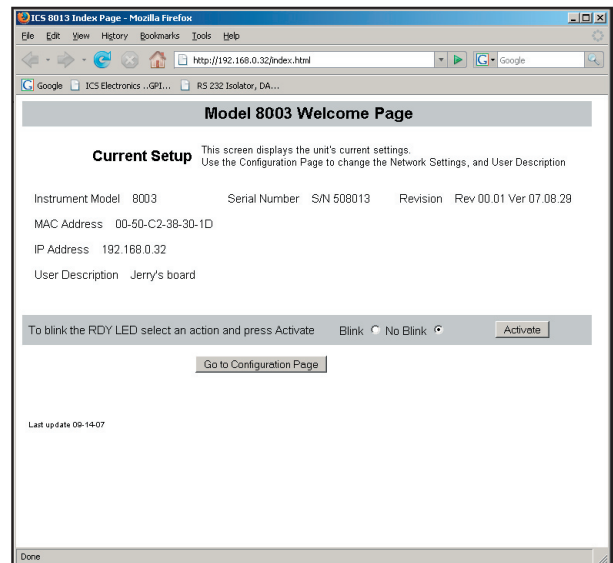 ICS 8013 Index Page - Mozilla Firefox
File Edit View History Bookmarks Tools Help
http://192.168.0.32/index.html
G Google
Google ICS Electronics ..GPI... RS 232 Isolator, DA...
Model 8003 Welcome Page
Current Setup
This screen displays the unit's current settings.
Use the Configuration Page to change the Network Settings, and User Description
Instrument Model 8003 Serial Number S/N 508013 Revision Rev 00.01 Ver 07.08.29
MAC Address 00-50-C2-38-30-1D
IP Address 192.168.0.32
User Description Jerry's board
To blink the RDY LED select an action and press Activate Blink No Blink Activate
Go to Configuration Page
Last update 09-14-07
Done